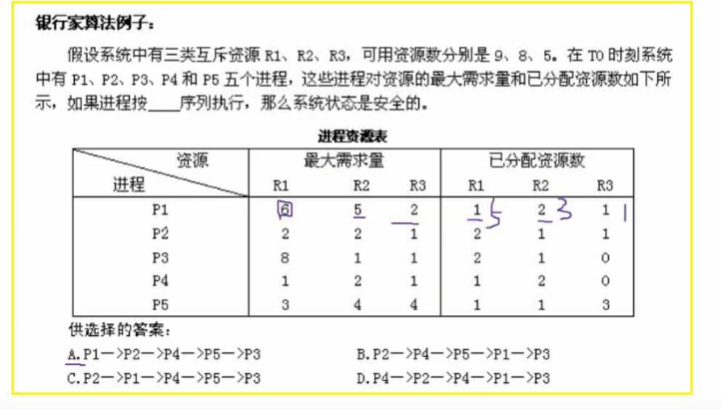 银行家算法例子：
假设系统中有三类互斥资源 R1、R2、R3，可用资源数分别是 9、8、5。在 T0 时刻系统
中有 P1、P2、P3、P4 和 P5 五个进程，这些进程对资源的最大需求量和已分配资源数如下所
示，如果进程按____序列执行，那么系统状态是安全的。
进程资源表
资源 最大需求量 已分配资源数
进程 R1 R2 R3 R1 R2 R3
P1 6 5 2 1 5 2 3 1 1
P2 2 2 1 2 1 1
P3 8 1 1 2 1 0
P4 1 2 1 1 2 0
P5 3 4 4 1 1 3
供选择的答案：
A.P1—>P2—>P4—>P5—>P3 B.P2—>P4—>P5—>P1—>P3
C.P2—>P1—>P4—>P5—>P3 D.P4—>P2—>P4—>P1—>P3